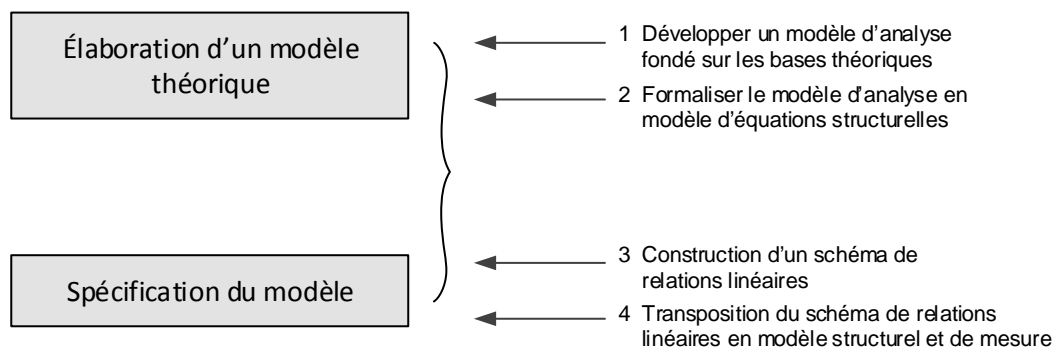 Élaboration d’un modèle
théorique
1 Développer un modèle d’analyse
fondé sur les bases théoriques
2 Formaliser le modèle d’analyse en
modèle d’équations structurelles
Spécification du modèle
3 Construction d’un schéma de
relations linéaires
4 Transposition du schéma de relations
linéaires en modèle structurel et de mesure